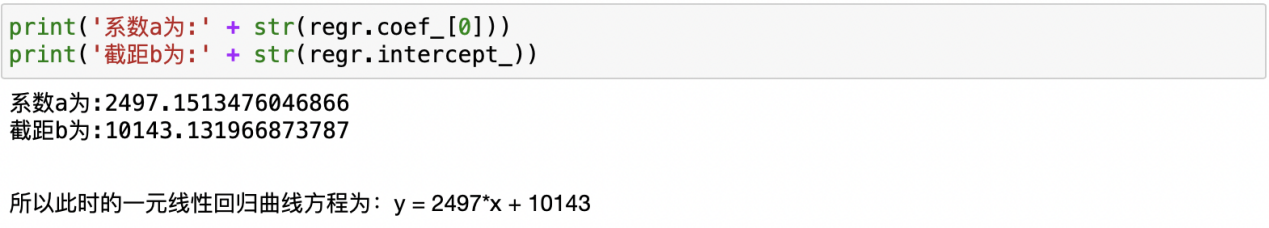 print('系数a为:' + str(regr.coef_[0]))
print('截距b为:' + str(regr.intercept_))
系数a为:2497.1513476046866
截距b为:10143.131966873787
所以此时的一元线性回归曲线方程为：y = 2497*x + 10143